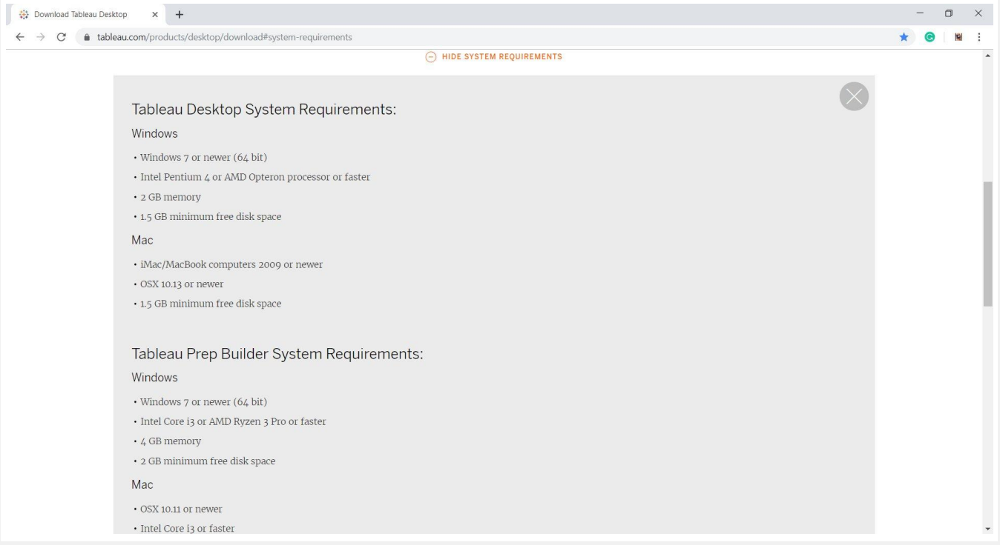 Download Tableau Desktop
tableau.com/products/desktop/download#system-requirements
HIDE SYSTEM REQUIREMENTS
Tableau Desktop System Requirements:
Windows
• Windows 7 or newer (64 bit)
• Intel Pentium 4 or AMD Opteron processor or faster
• 2 GB memory
• 1.5 GB minimum free disk space
Mac
• iMac/MacBook computers 2009 or newer
• OSX 10.13 or newer
• 1.5 GB minimum free disk space
Tableau Prep Builder System Requirements:
Windows
• Windows 7 or newer (64 bit)
• Intel Core i3 or AMD Ryzen 3 Pro or faster
• 4 GB memory
• 2 GB minimum free disk space
Mac
• OSX 10.11 or newer
• Intel Core i3 or faster